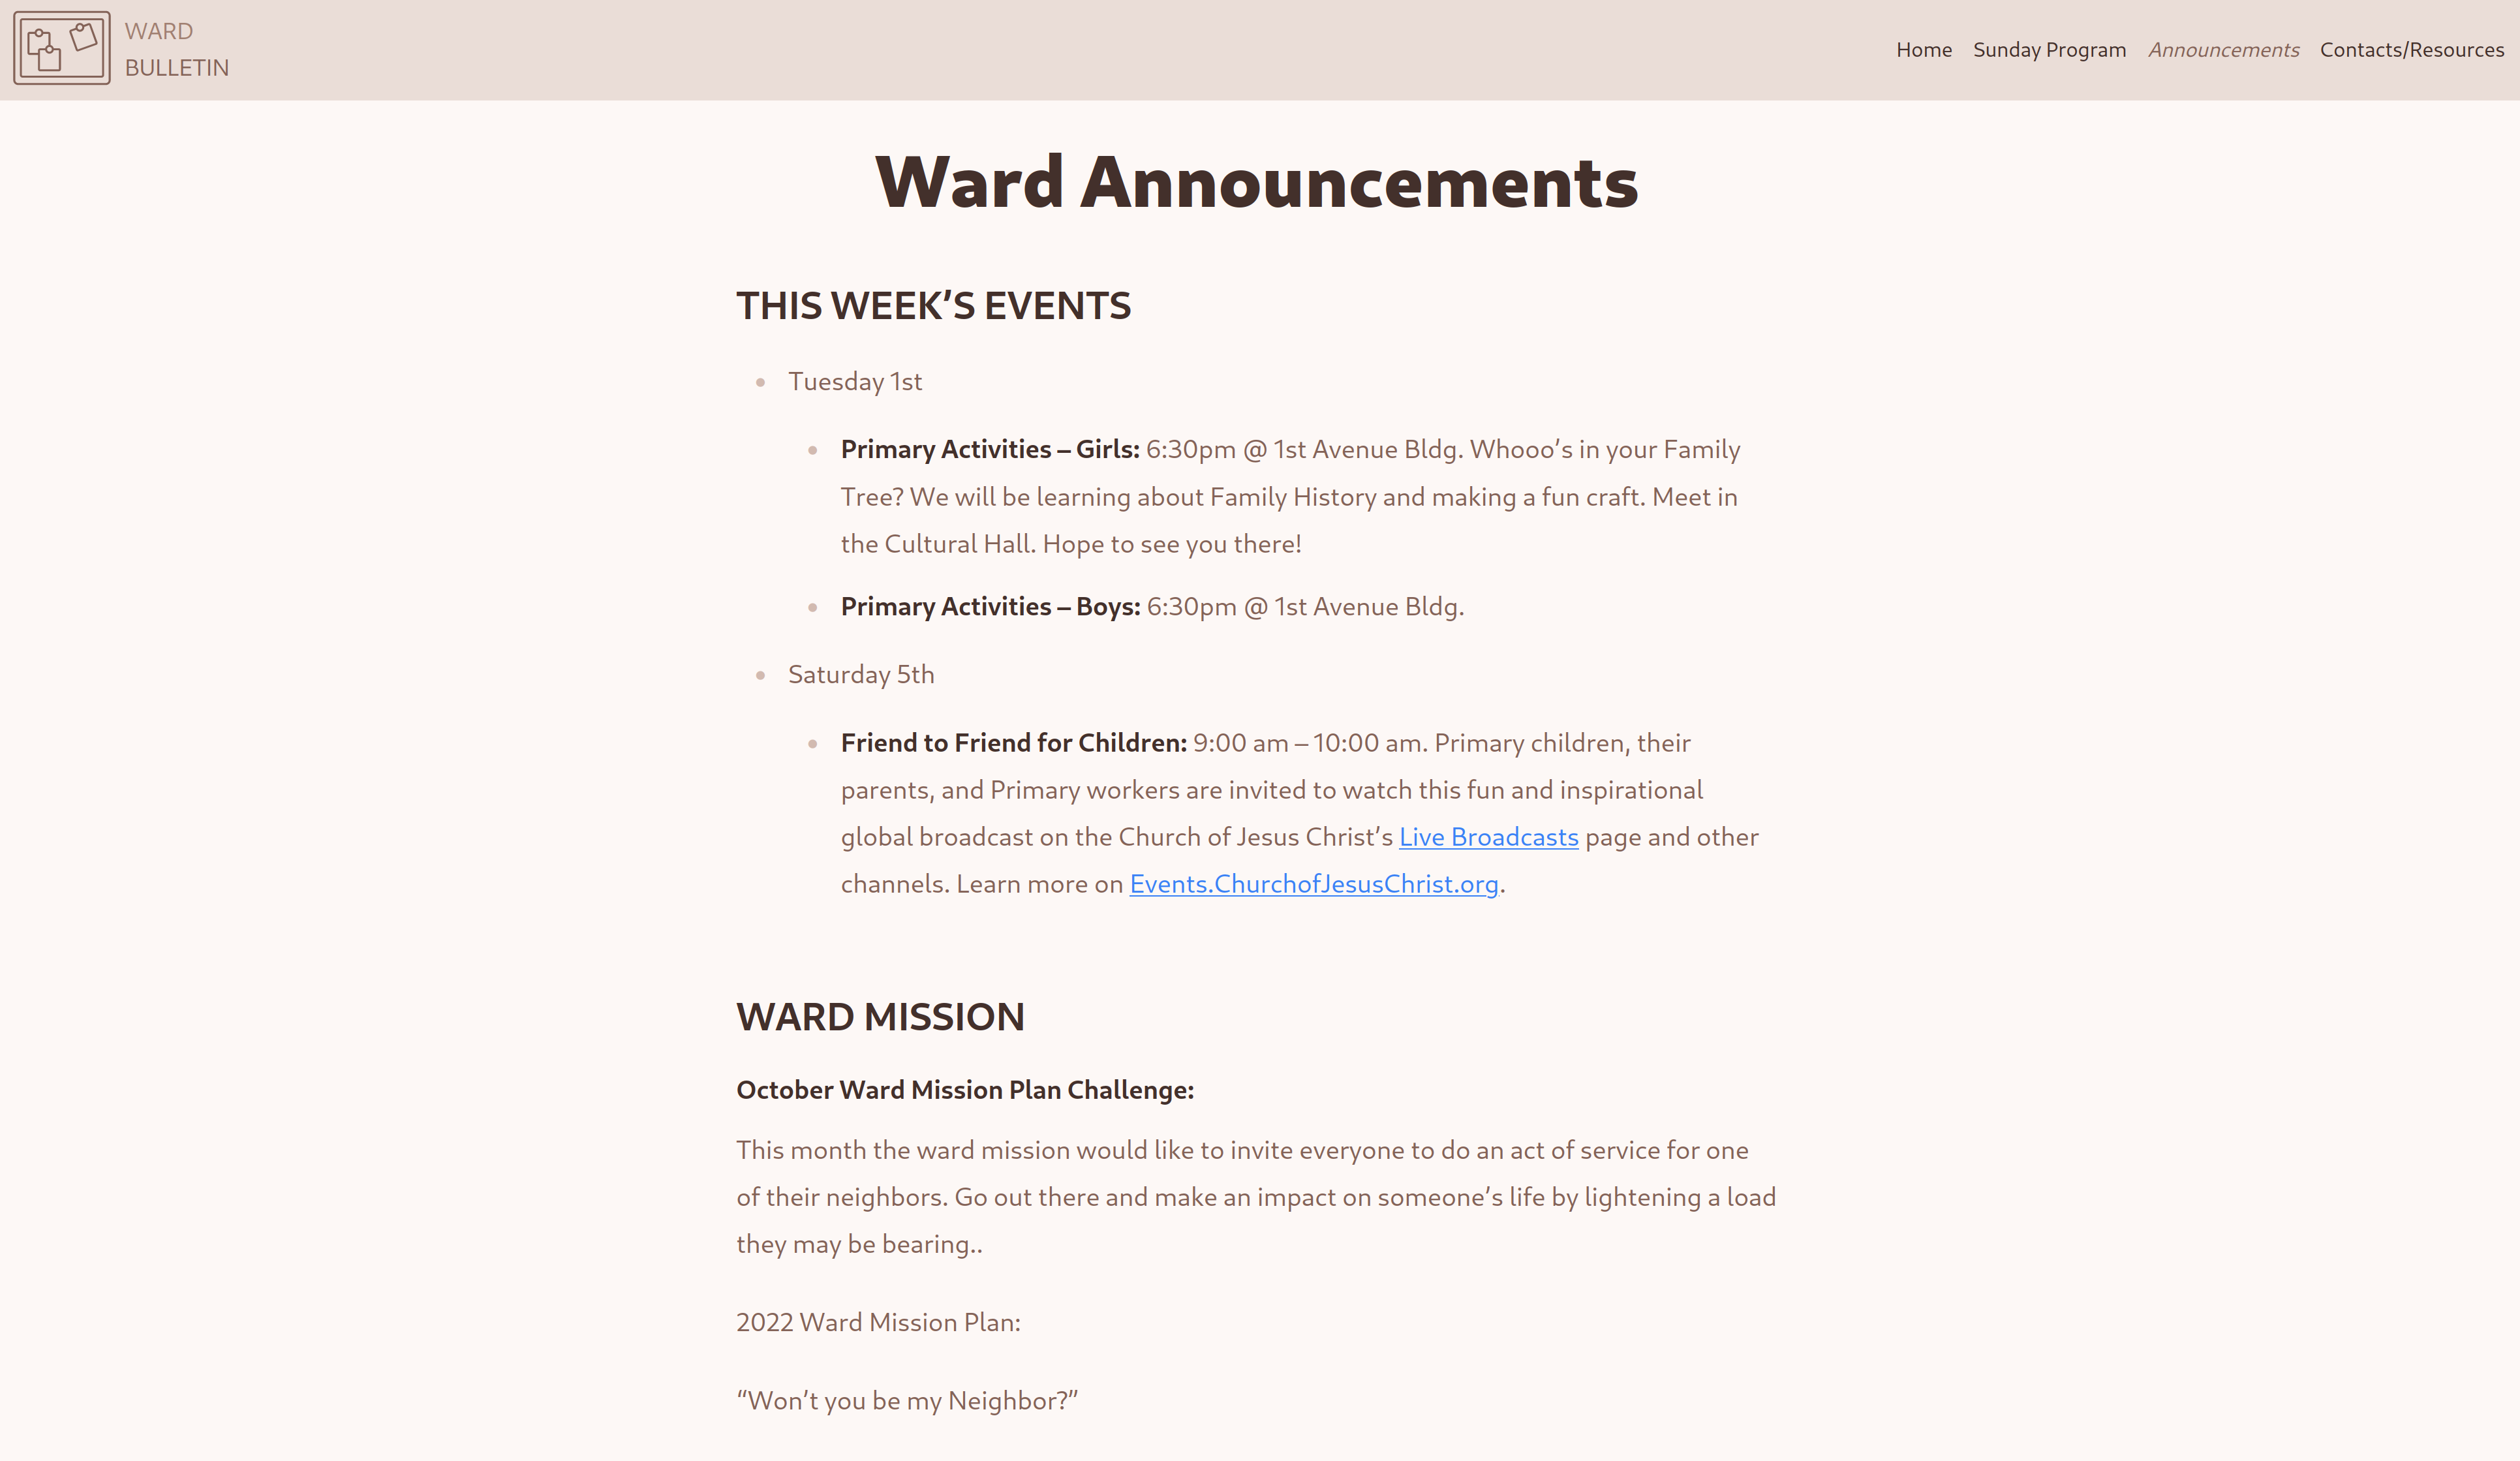 WARD
BULLETIN
Home Sunday Program Announcements Contacts/Resources
Ward Announcements
THIS WEEK’S EVENTS
Tuesday 1st
Primary Activities – Girls: 6:30pm @ 1st Avenue Bldg. Whooo’s in your Family
Tree? We will be learning about Family History and making a fun craft. Meet in
the Cultural Hall. Hope to see you there!
Primary Activities – Boys: 6:30pm @ 1st Avenue Bldg.
Saturday 5th
Friend to Friend for Children: 9:00 am – 10:00 am. Primary children, their
parents, and Primary workers are invited to watch this fun and inspirational
global broadcast on the Church of Jesus Christ’s Live Broadcasts page and other
channels. Learn more on Events.ChurchofJesusChrist.org.
WARD MISSION
October Ward Mission Plan Challenge:
This month the ward mission would like to invite everyone to do an act of service for one
of their neighbors. Go out there and make an impact on someone’s life by lightening a load
they may be bearing..
2022 Ward Mission Plan:
“Won’t you be my Neighbor?”